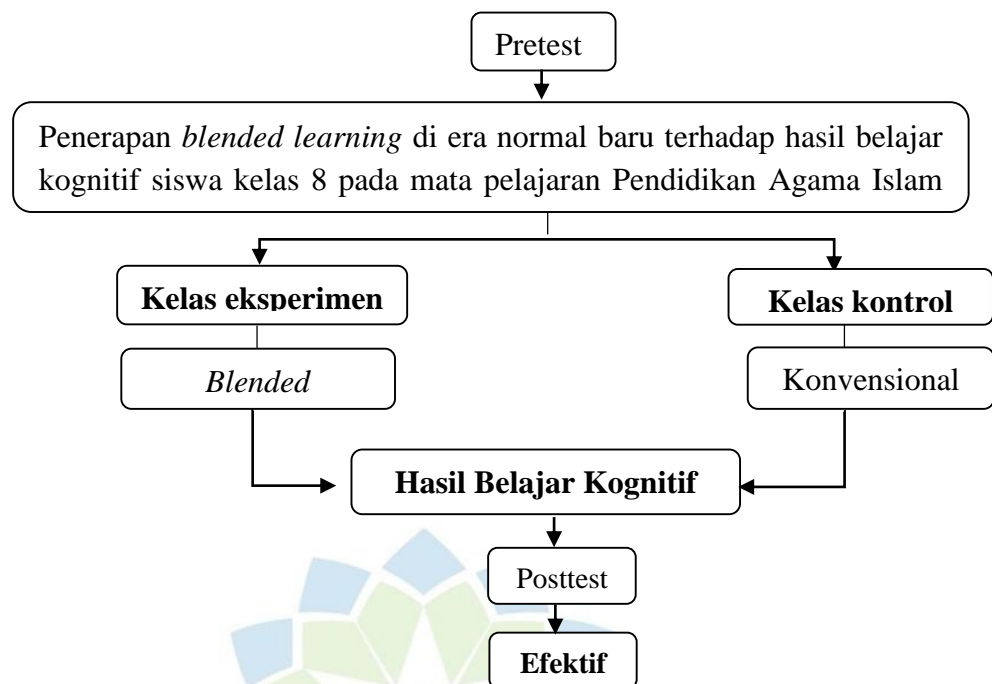 Pretest
Penerapan blended learning di era normal baru terhadap hasil belajar
kognitif siswa kelas 8 pada mata pelajaran Pendidikan Agama Islam
Kelas eksperimen
Kelas kontrol
Blended
Konvensional
Hasil Belajar Kognitif
Posttest
Efektif